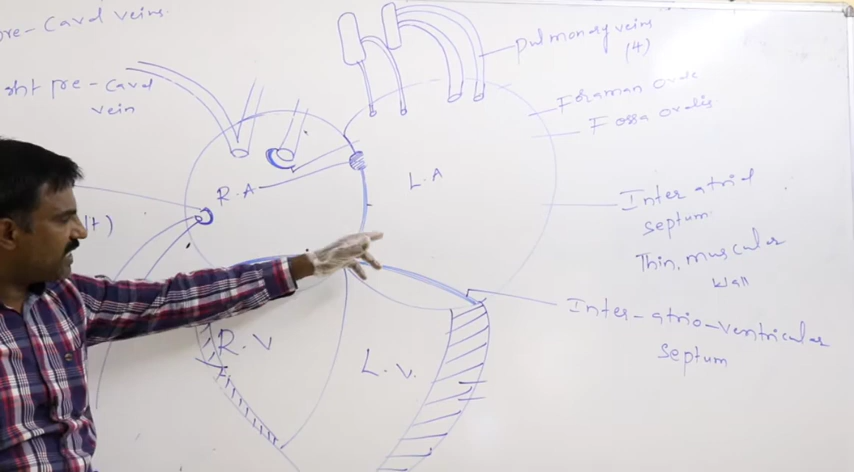 pre-Caval veins.
ght pre-Caval
vein
pulmonary veins
(4)
Foraman ovale
Fossa ovalis
R.A
L.A
Inter atrial
septum.
Thin, muscular
wall
Inter-atrio-ventricular
septum
R.V
L.V.